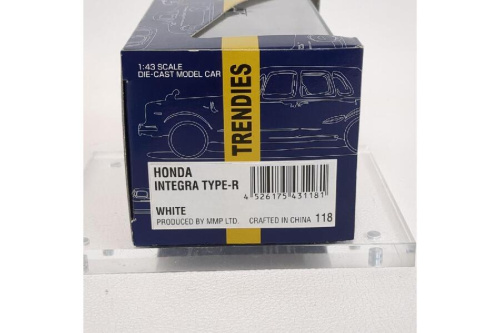 1:43 SCALE
DIE-CAST MODEL CAR
TRENDIES
HONDA
INTEGRA TYPE-R
4 526175 431181
WHITE
PRODUCED BY MMP LTD. CRAFTED IN CHINA 118